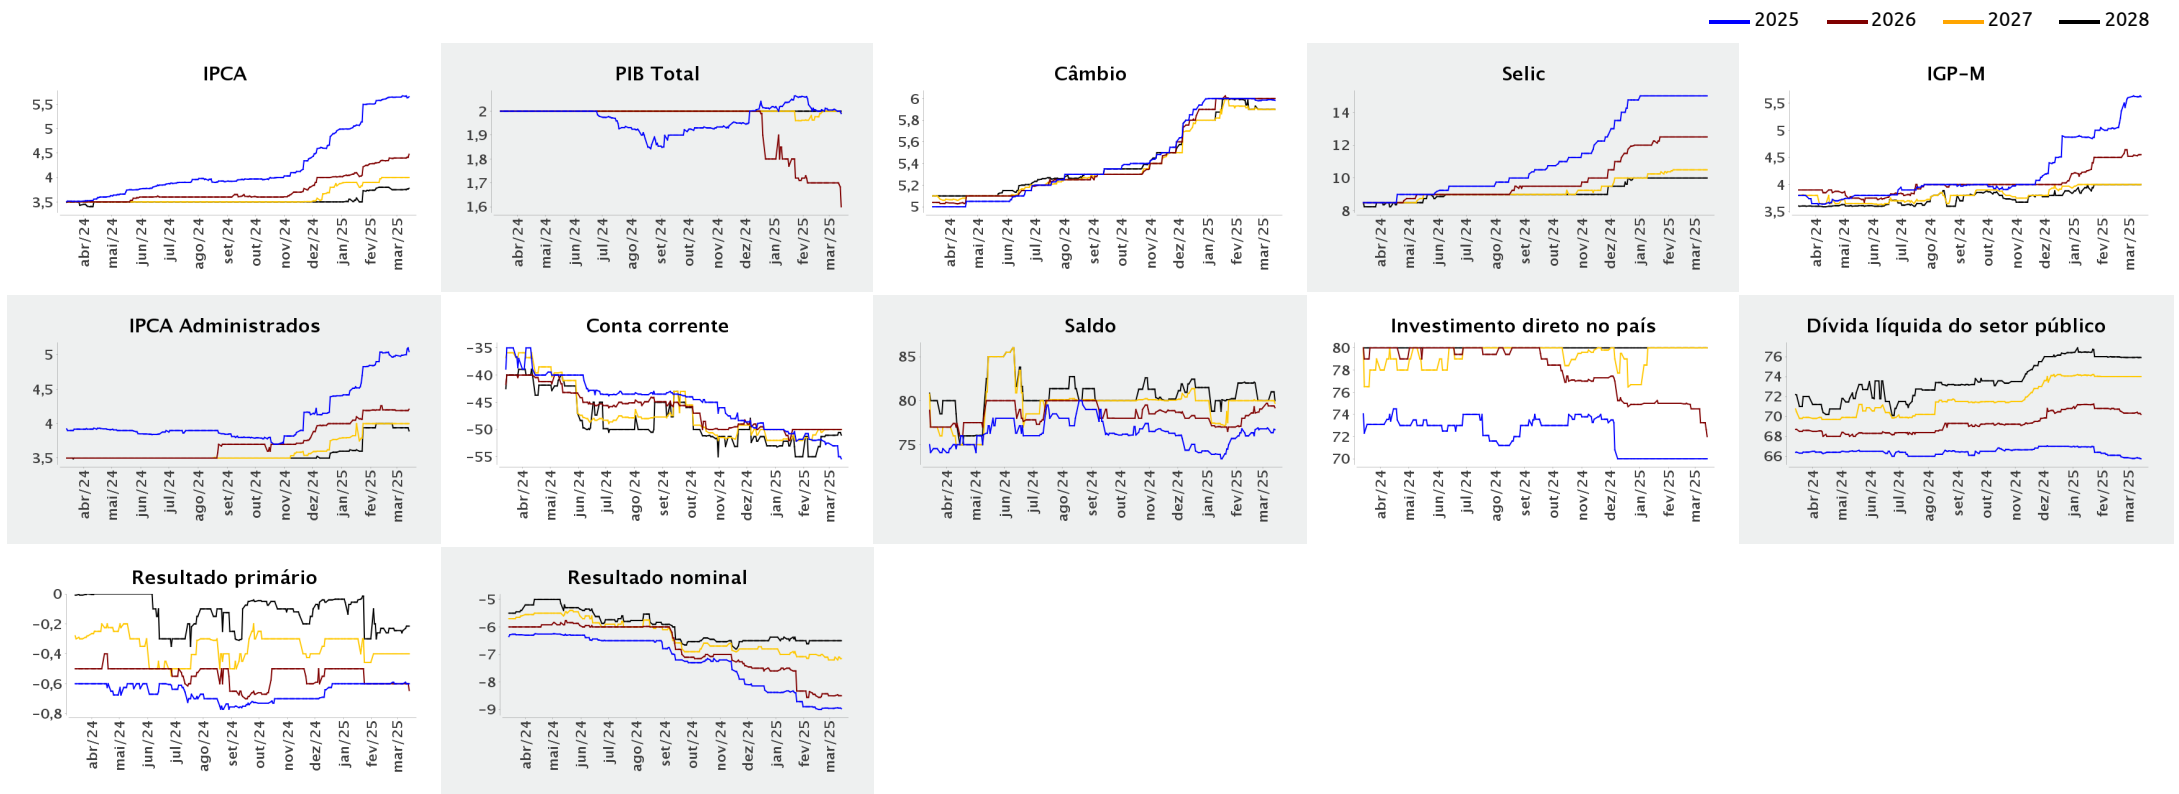 2025 2026 2027 2028
IPCA
5,5
5
4,5
4
3,5
abr/24 mai/24 jun/24 jul/24 ago/24 set/24 out/24 nov/24 dez/24 jan/25 fev/25 mar/25
PIB Total
2
1,9
1,8
1,7
1,6
abr/24 mai/24 jun/24 jul/24 ago/24 set/24 out/24 nov/24 dez/24 jan/25 fev/25 mar/25
Câmbio
6
5,8
5,6
5,4
5,2
5
abr/24 mai/24 jun/24 jul/24 ago/24 set/24 out/24 nov/24 dez/24 jan/25 fev/25 mar/25
Selic
14
12
10
8
abr/24 mai/24 jun/24 jul/24 ago/24 set/24 out/24 nov/24 dez/24 jan/25 fev/25 mar/25
IGP-M
5,5
5
4,5
4
3,5
abr/24 mai/24 jun/24 jul/24 ago/24 set/24 out/24 nov/24 dez/24 jan/25 fev/25 mar/25
IPCA Administrados
5
4,5
4
3,5
abr/24 mai/24 jun/24 jul/24 ago/24 set/24 out/24 nov/24 dez/24 jan/25 fev/25 mar/25
Conta corrente
-35
-40
-45
-50
-55
abr/24 mai/24 jun/24 jul/24 ago/24 set/24 out/24 nov/24 dez/24 jan/25 fev/25 mar/25
Saldo
85
80
75
abr/24 mai/24 jun/24 jul/24 ago/24 set/24 out/24 nov/24 dez/24 jan/25 fev/25 mar/25
Investimento direto no país
80
78
76
74
72
70
abr/24 mai/24 jun/24 jul/24 ago/24 set/24 out/24 nov/24 dez/24 jan/25 fev/25 mar/25
Dívida líquida do setor público
76
74
72
70
68
66
abr/24 mai/24 jun/24 jul/24 ago/24 set/24 out/24 nov/24 dez/24 jan/25 fev/25 mar/25
Resultado primário
0
-0,2
-0,4
-0,6
-0,8
abr/24 mai/24 jun/24 jul/24 ago/24 set/24 out/24 nov/24 dez/24 jan/25 fev/25 mar/25
Resultado nominal
-5
-6
-7
-8
-9
abr/24 mai/24 jun/24 jul/24 ago/24 set/24 out/24 nov/24 dez/24 jan/25 fev/25 mar/25